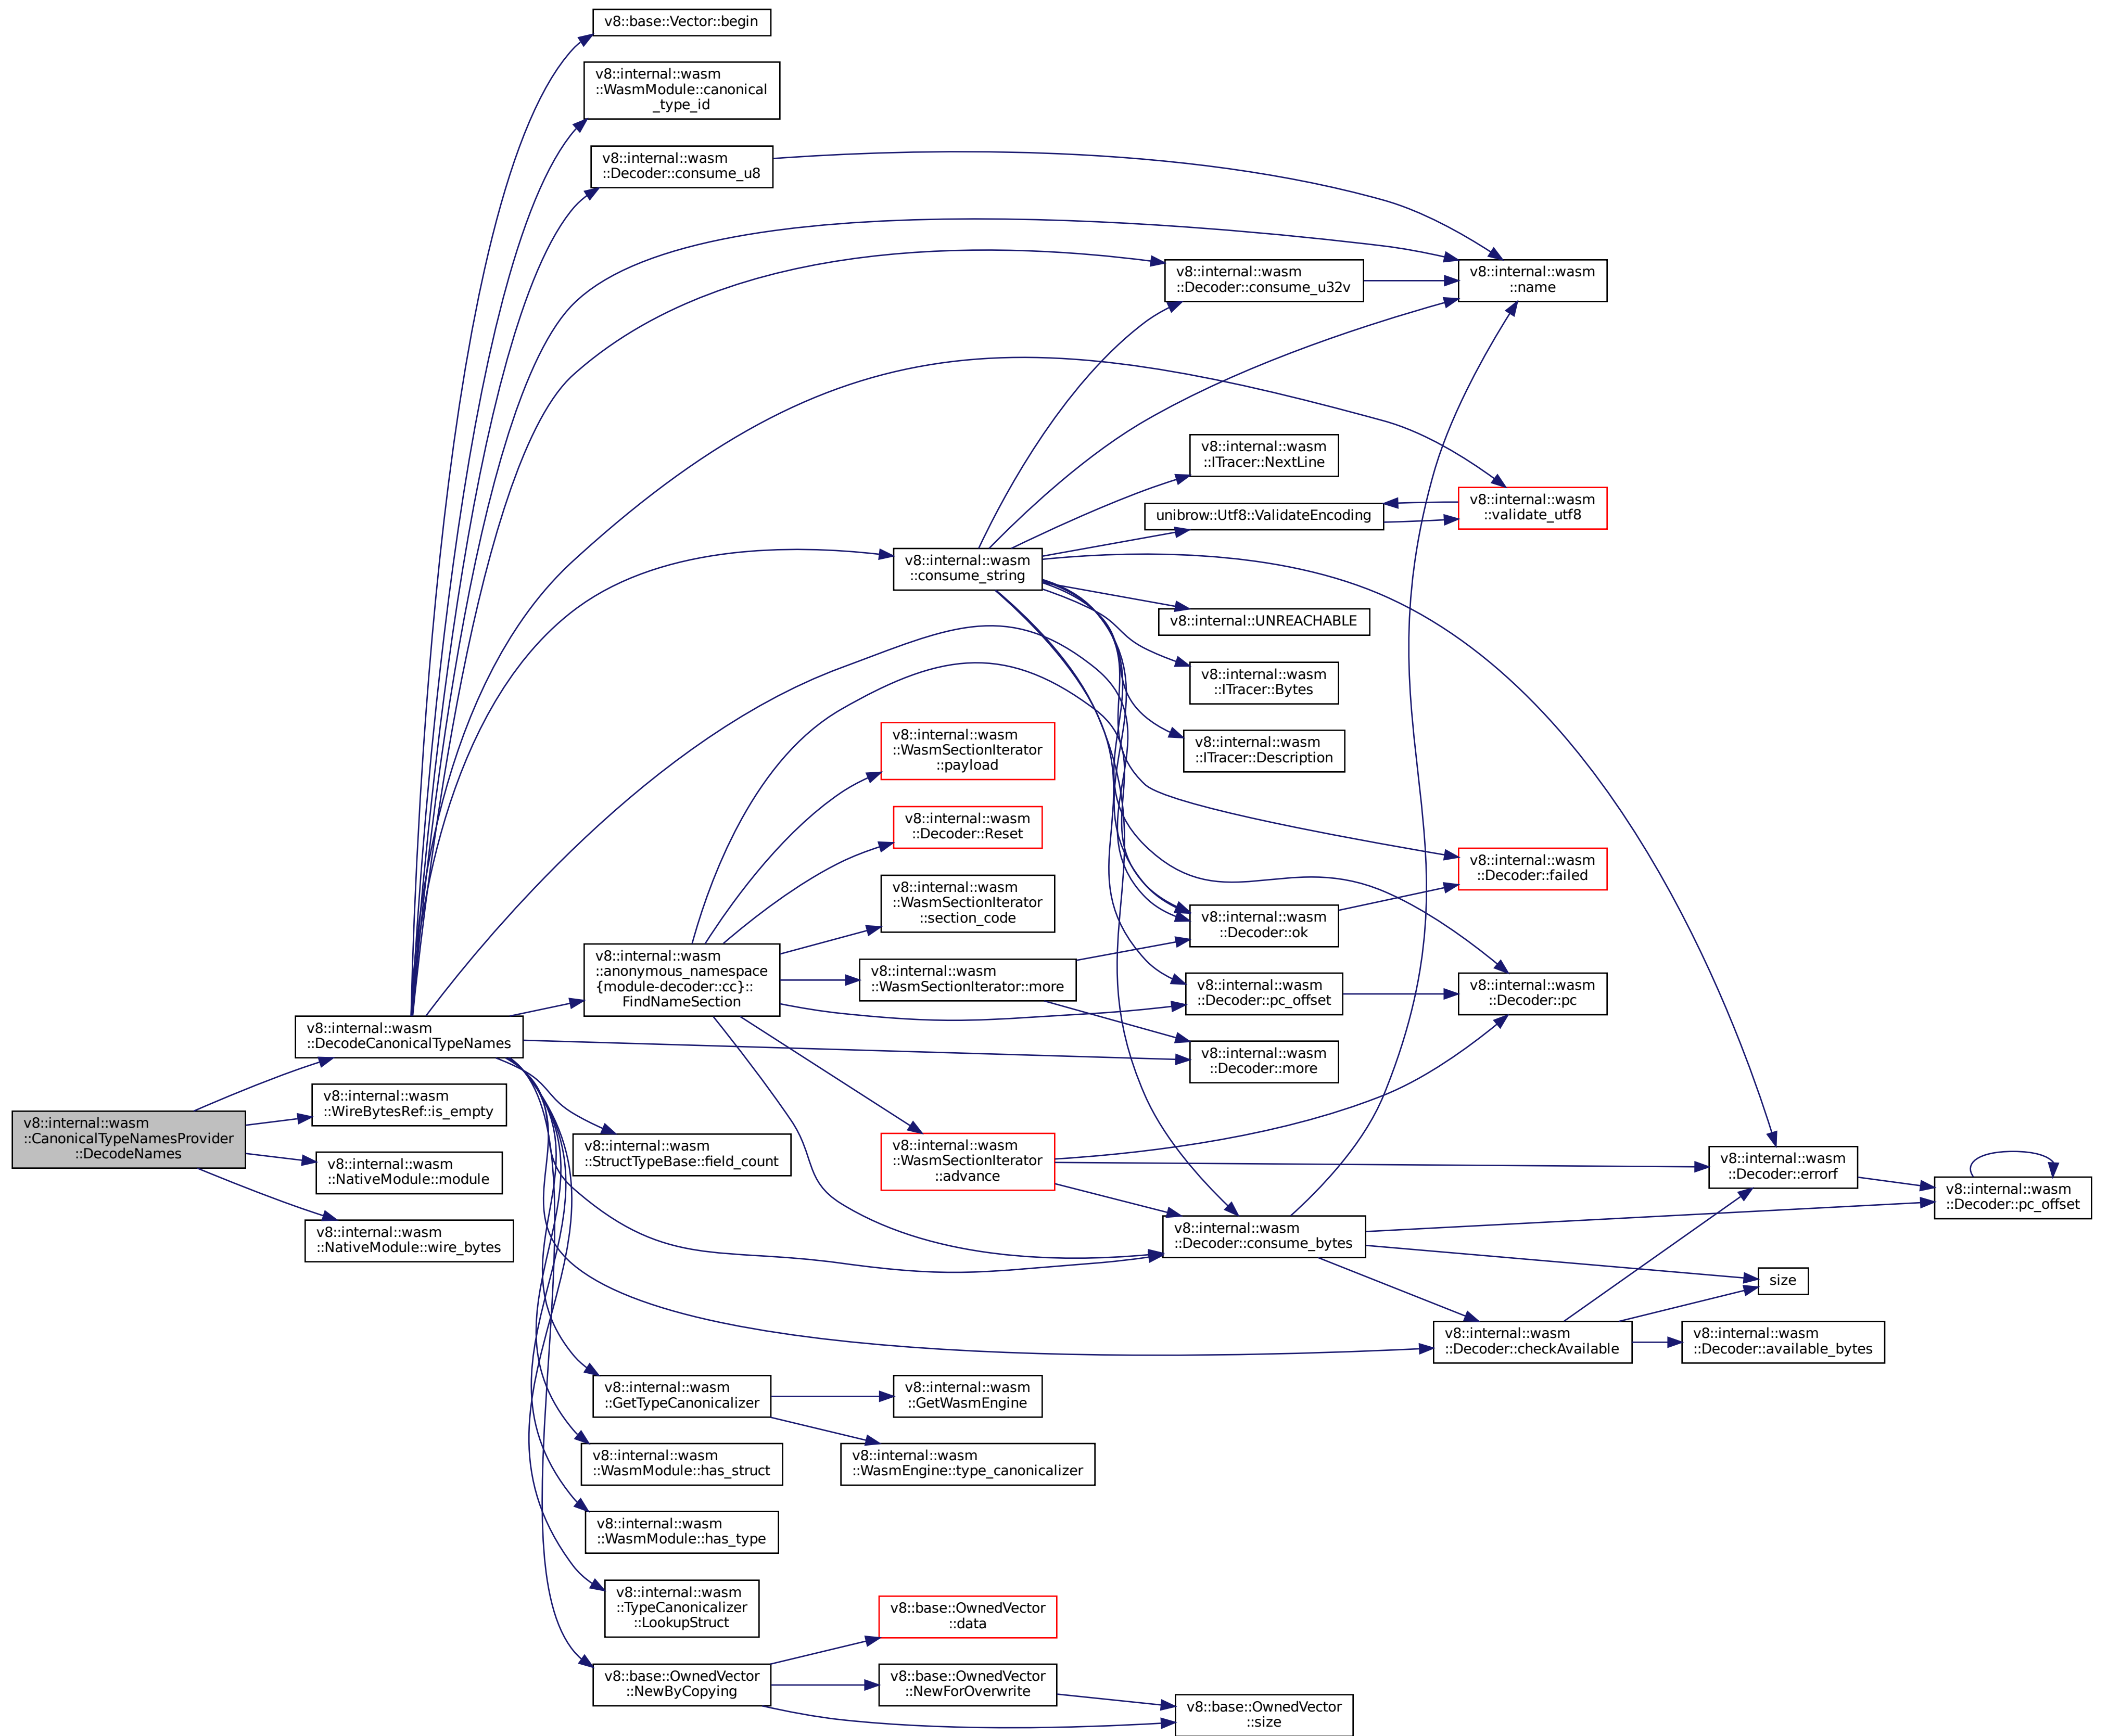 v8::base::Vector::begin
v8::internal::wasm
::WasmModule::canonical
_type_id
v8::internal::wasm
::Decoder::consume_u8
v8::internal::wasm
::Decoder::consume_u32v
v8::internal::wasm
::name
v8::internal::wasm
::ITracer::NextLine
v8::internal::wasm
::validate_utf8
unibrow::Utf8::ValidateEncoding
v8::internal::wasm
::consume_string
v8::internal::UNREACHABLE
v8::internal::wasm
::ITracer::Bytes
v8::internal::wasm
::WasmSectionIterator
::payload
v8::internal::wasm
::ITracer::Description
v8::internal::wasm
::Decoder::Reset
v8::internal::wasm
::Decoder::failed
v8::internal::wasm
::WasmSectionIterator
::section_code
v8::internal::wasm
::Decoder::ok
v8::internal::wasm
::anonymous_namespace
{module-decoder::cc}::
FindNameSection
v8::internal::wasm
::WasmSectionIterator::more
v8::internal::wasm
::Decoder::pc_offset
v8::internal::wasm
::Decoder::pc
v8::internal::wasm
::DecodeCanonicalTypeNames
v8::internal::wasm
::Decoder::more
v8::internal::wasm
::WireBytesRef::is_empty
v8::internal::wasm
::CanonicalTypeNamesProvider
::DecodeNames
v8::internal::wasm
::StructTypeBase::field_count
v8::internal::wasm
::WasmSectionIterator
::advance
v8::internal::wasm
::Decoder::errorf
v8::internal::wasm
::NativeModule::module
v8::internal::wasm
::Decoder::pc_offset
v8::internal::wasm
::NativeModule::wire_bytes
v8::internal::wasm
::Decoder::consume_bytes
size
v8::internal::wasm
::Decoder::checkAvailable
v8::internal::wasm
::Decoder::available_bytes
v8::internal::wasm
::GetTypeCanonicalizer
v8::internal::wasm
::GetWasmEngine
v8::internal::wasm
::WasmModule::has_struct
v8::internal::wasm
::WasmEngine::type_canonicalizer
v8::internal::wasm
::WasmModule::has_type
v8::internal::wasm
::TypeCanonicalizer
::LookupStruct
v8::base::OwnedVector
::data
v8::base::OwnedVector
::NewByCopying
v8::base::OwnedVector
::NewForOverwrite
v8::base::OwnedVector
::size